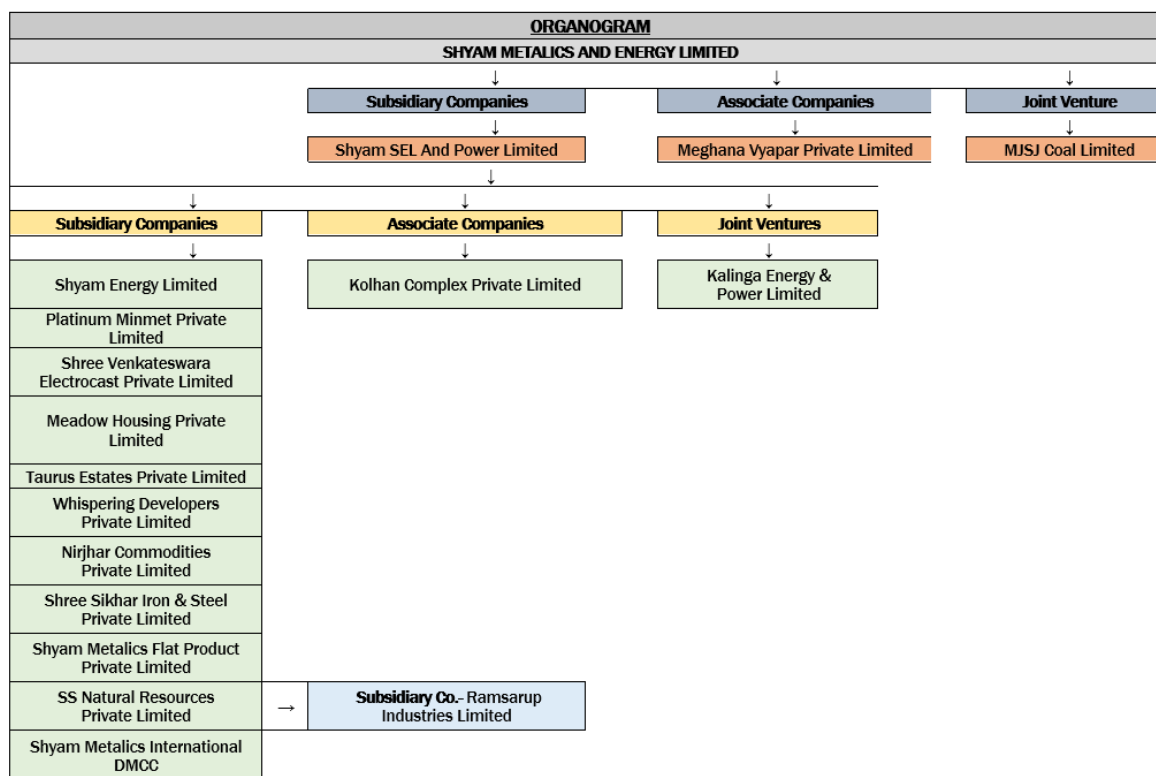 ORGANOGRAM
SHYAM METALICS AND ENERGY LIMITED
↓ ↓ ↓
Subsidiary Companies Associate Companies Joint Venture
↓ ↓ ↓
Shyam SEL And Power Limited Meghana Vyapar Private Limited MJSJ Coal Limited
↓
↓ ↓ ↓
Subsidiary Companies Associate Companies Joint Ventures
↓ ↓ ↓
Shyam Energy Limited
Kolhan Complex Private Limited
Kalinga Energy &
Power Limited
Platinum Minmet Private
Limited
Shree Venkateswara
Electrocast Private Limited
Meadow Housing Private
Limited
Taurus Estates Private Limited
Whispering Developers
Private Limited
Nirjhar Commodities
Private Limited
Shree Sikhar Iron & Steel
Private Limited
Shyam Metalics Flat Product
Private Limited
SS Natural Resources
Private Limited
→
Subsidiary Co.- Ramsarup
Industries Limited
Shyam Metalics International
DMCC